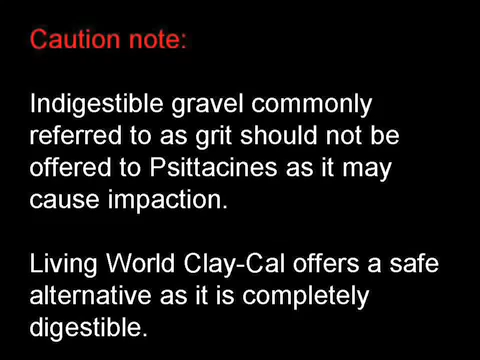 Caution note:
Indigestible gravel commonly
referred to as grit should not be
offered to Psittacines as it may
cause impaction.
Living World Clay-Cal offers a safe
alternative as it is completely
digestible.